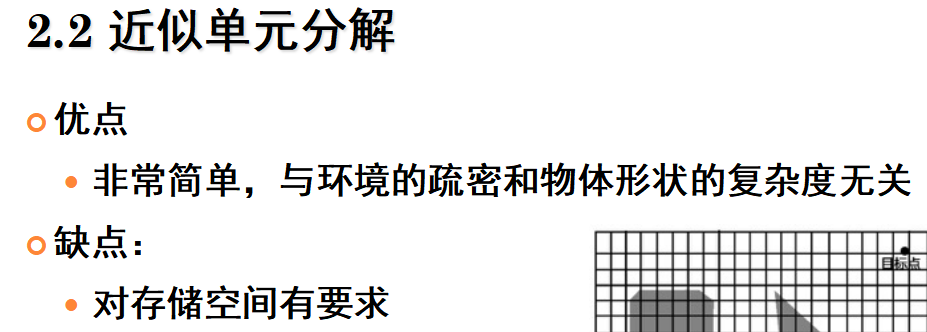 2.2 近似单元分解
优点
非常简单，与环境的疏密和物体形状的复杂度无关
缺点：
目标点
对存储空间有要求